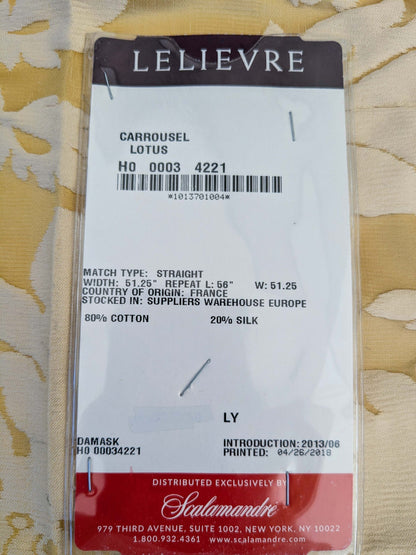 LELIEVRE
CARROUSEL
LOTUS
H0 0003 4221
*1013701004*
MATCH TYPE: STRAIGHT
WIDTH: 51.25" REPEAT L: 56" W: 51.25
COUNTRY OF ORIGIN: FRANCE
STOCKED IN: SUPPLIERS WAREHOUSE EUROPE
80% COTTON 20% SILK
LY
DAMASK INTRODUCTION: 2013/06
H0 00034221 PRINTED: 04/26/2018
DISTRIBUTED EXCLUSIVELY BY
Scalamandré
979 THIRD AVENUE, SUITE 1002, NEW YORK, NY 10022
1.800.932.4361 www.scalamandre.com